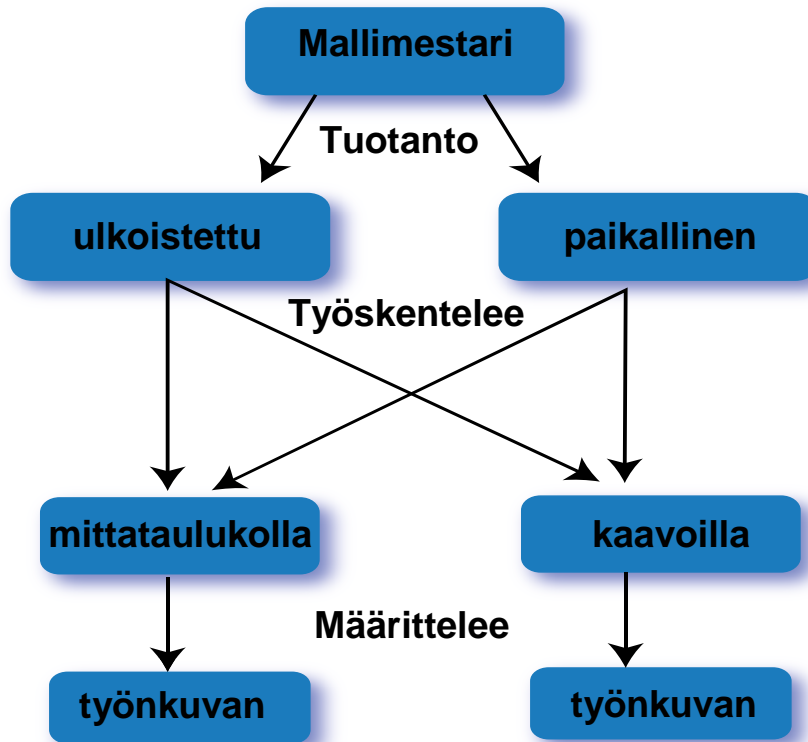 Mallimestari
Tuotanto
ulkoistettu
paikallinen
Työskentelee
mittataulukolla
kaavoilla
Määrittelee
työnkuvan
työnkuvan